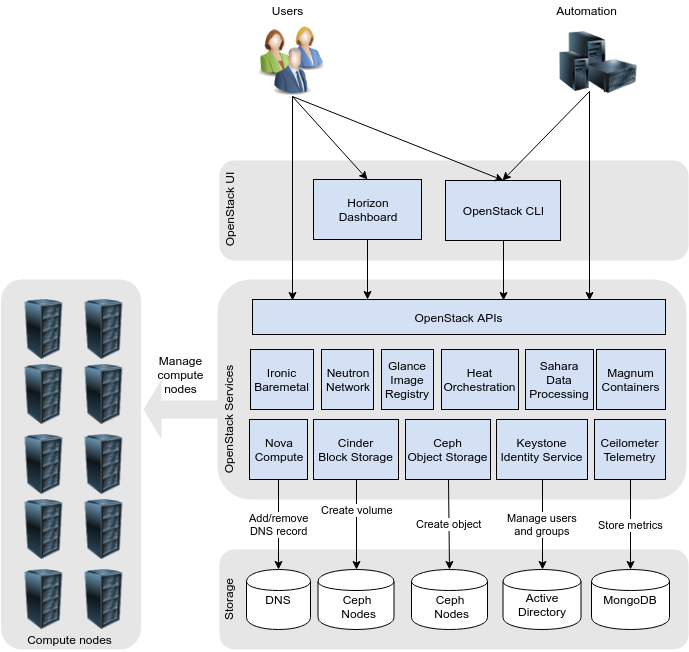 Users
Automation
OpenStack UI
Horizon
Dashboard
OpenStack CLI
OpenStack Services
OpenStack APIs
Ironic
Baremetal
Neutron
Network
Glance
Image
Registry
Heat
Orchestration
Sahara
Data
Processing
Magnum
Containers
Nova
Compute
Cinder
Block Storage
Ceph
Object Storage
Keystone
Identity Service
Ceilometer
Telemetry
Manage
compute
nodes
Compute nodes
Add/remove
DNS record
Create volume
Create object
Manage users
and groups
Store metrics
Storage
DNS
Ceph
Nodes
Ceph
Nodes
Active
Directory
MongoDB